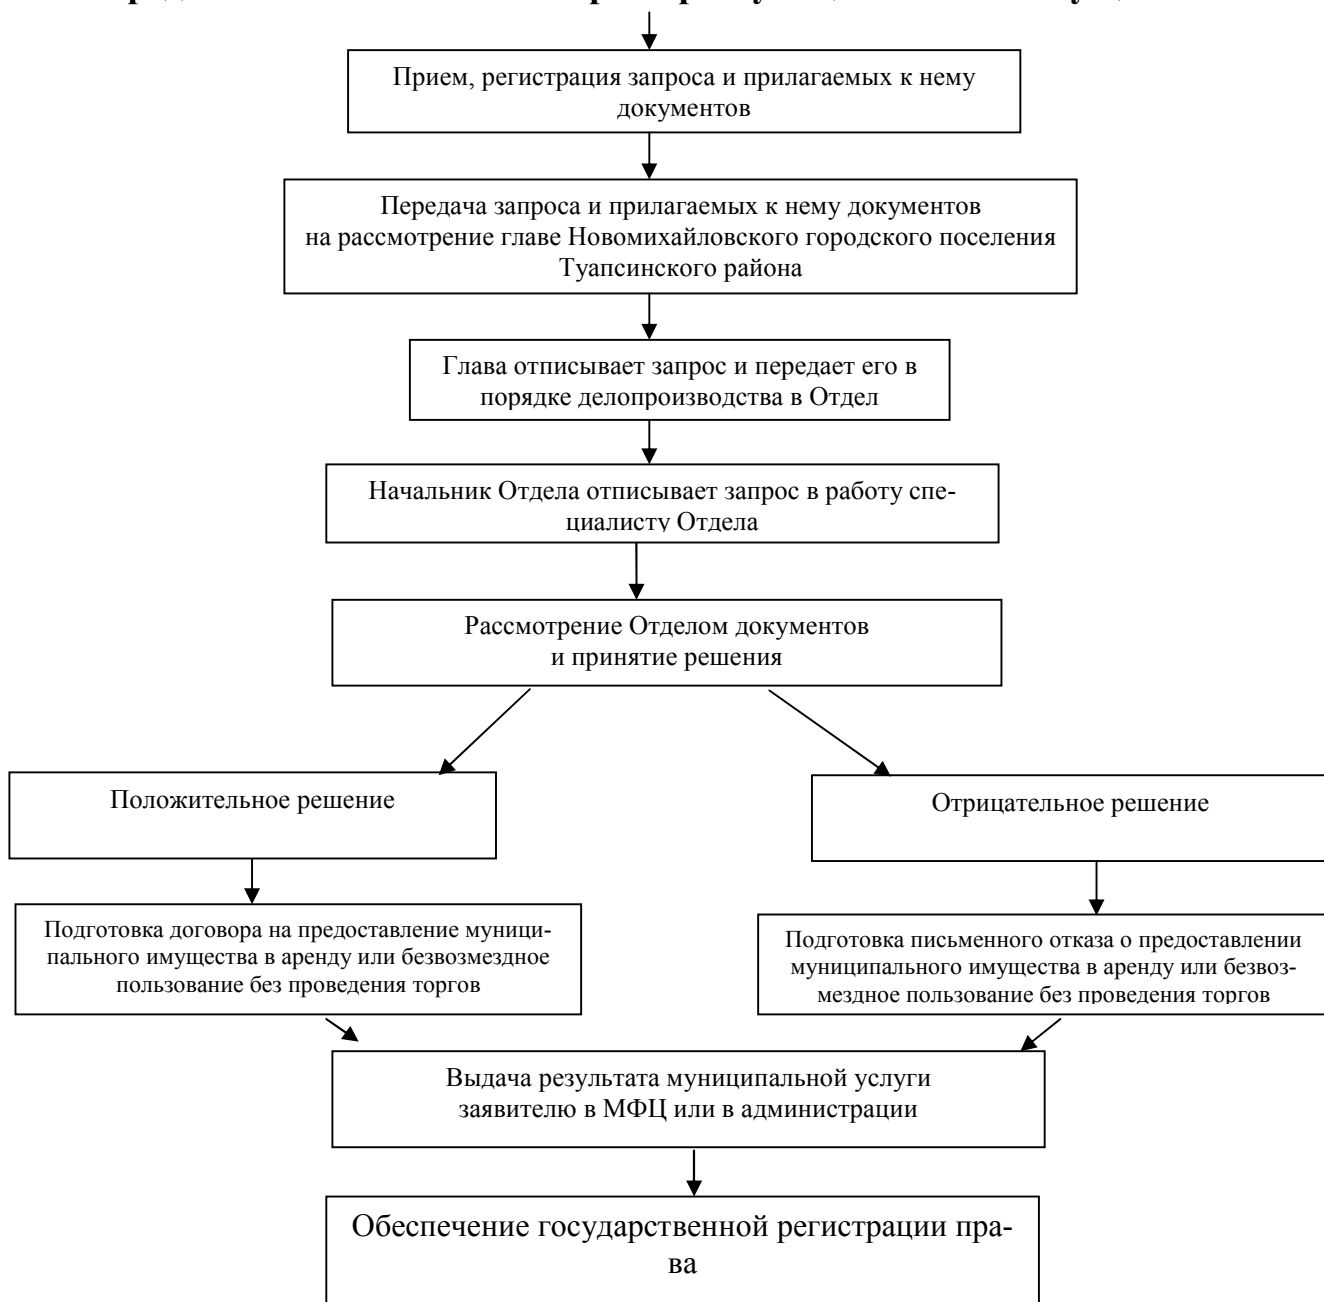 Прием, регистрация запроса и прилагаемых к нему
документов
Передача запроса и прилагаемых к нему документов
на рассмотрение главе Новомихайловского городского поселения
Туапсинского района
Глава отписывает запрос и передает его в
порядке делопроизводства в Отдел
Начальник Отдела отписывает запрос в работу спе-
циалисту Отдела
Рассмотрение Отделом документов
и принятие решения
Положительное решение
Отрицательное решение
Подготовка договора на предоставление муници-
пального имущества в аренду или безвозмездное
пользование без проведения торгов
Подготовка письменного отказа о предоставлении
муниципального имущества в аренду или безвоз-
мездное пользование без проведения торгов
Выдача результата муниципальной услуги
заявителю в МФЦ или в администрации
Обеспечение государственной регистрации пра-
ва